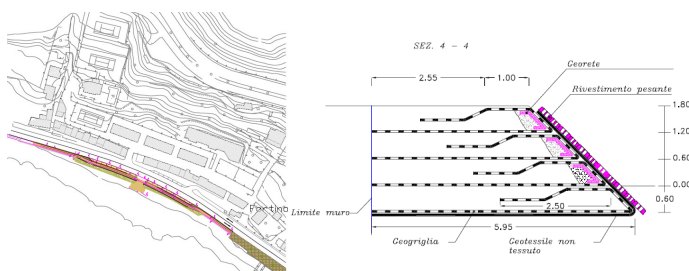 SEZ. 4 - 4
Georete
2.55
1.00
Rivestimento pesante
1.80
1.20
0.60
0.00
0.60
Fortino
Limite muro
2.50
5.95
Geogriglia
Geotessile non
tessuto